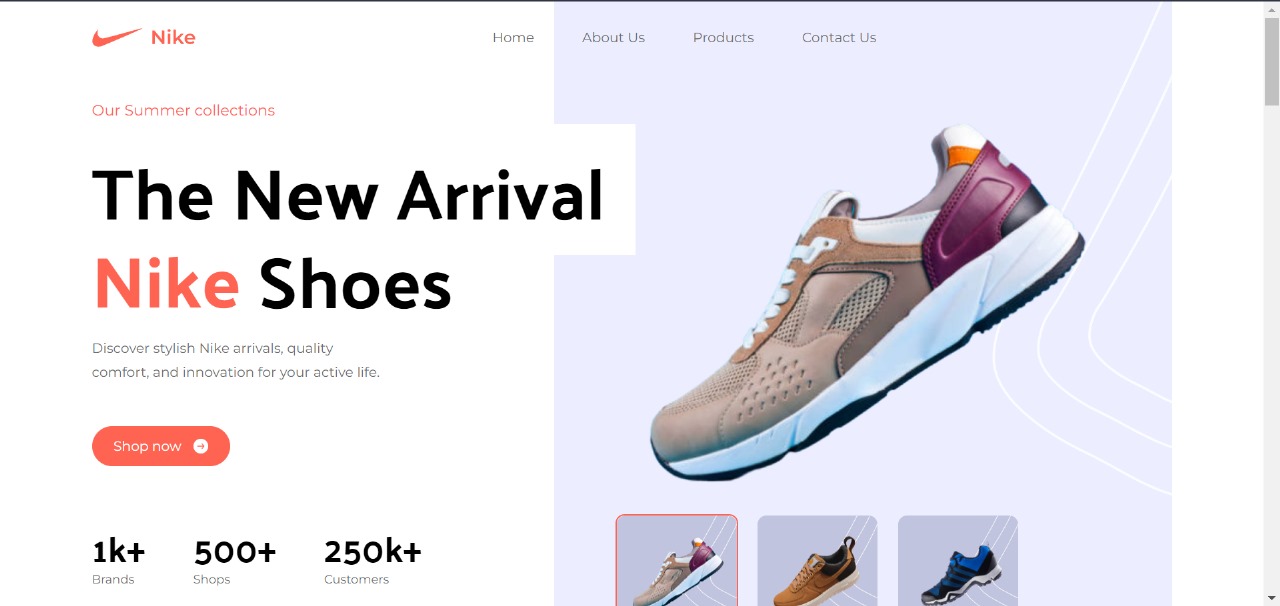 Nike
Home About Us Products Contact Us
Our Summer collections
The New Arrival
Nike Shoes
Discover stylish Nike arrivals, quality
comfort, and innovation for your active life.
Shop now
1k+ 500+ 250k+
Brands Shops Customers